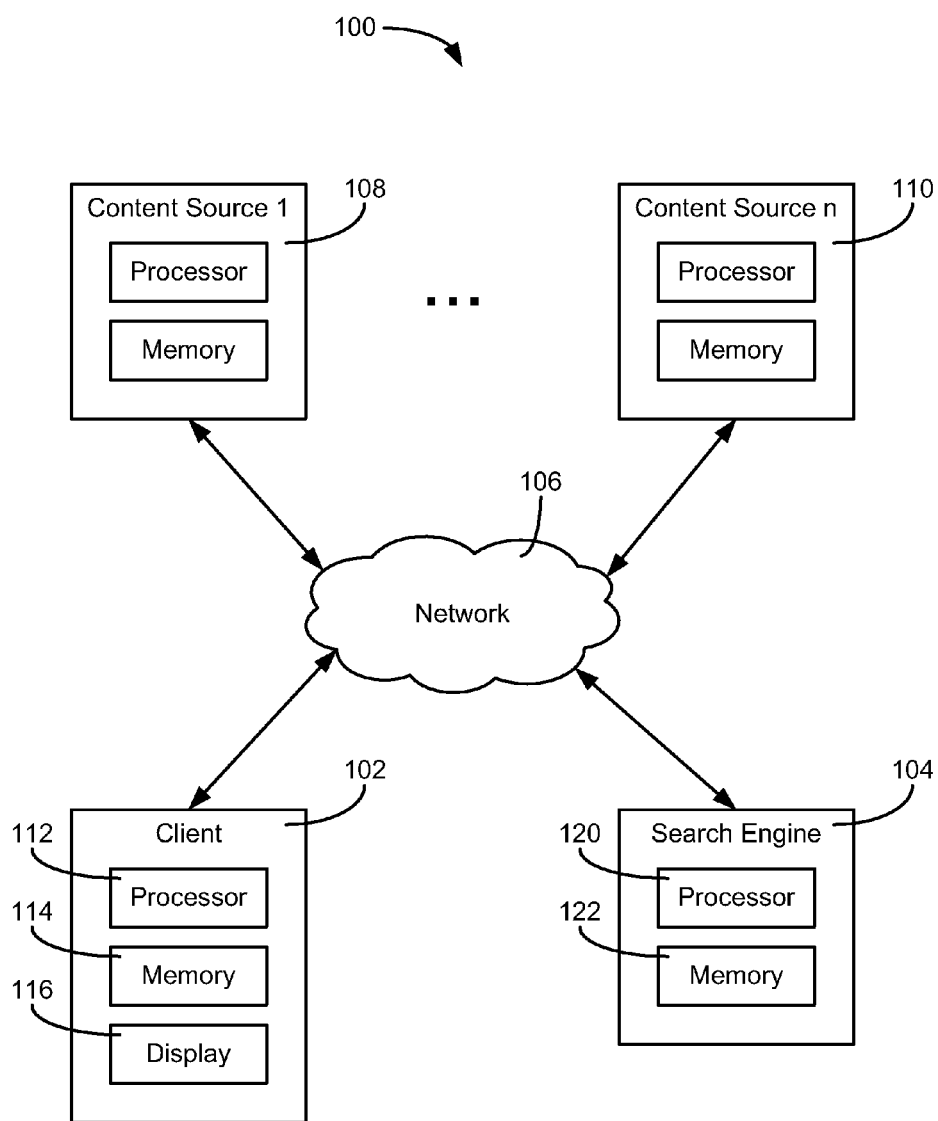 100
108
110
Content Source 1
Content Source n
Processor
Processor
...
Memory
Memory
106
Network
102
104
Client
Search Engine
112
120
Processor
Processor
114
122
Memory
Memory
116
Display